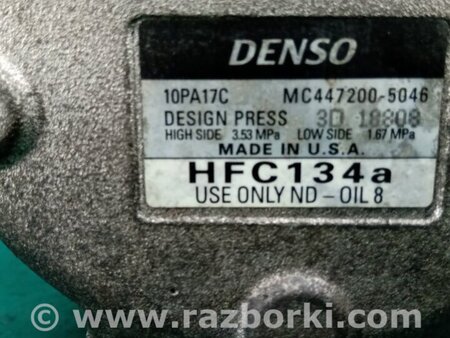 DENSO
10PA17C MC447200-5046
DESIGN PRESS 3D 18808
HIGH SIDE 3.53 MPa LOW SIDE 1.67 MPa
MADE IN U.S.A.
HFC134a
USE ONLY ND-OIL 8
www.razborki.com